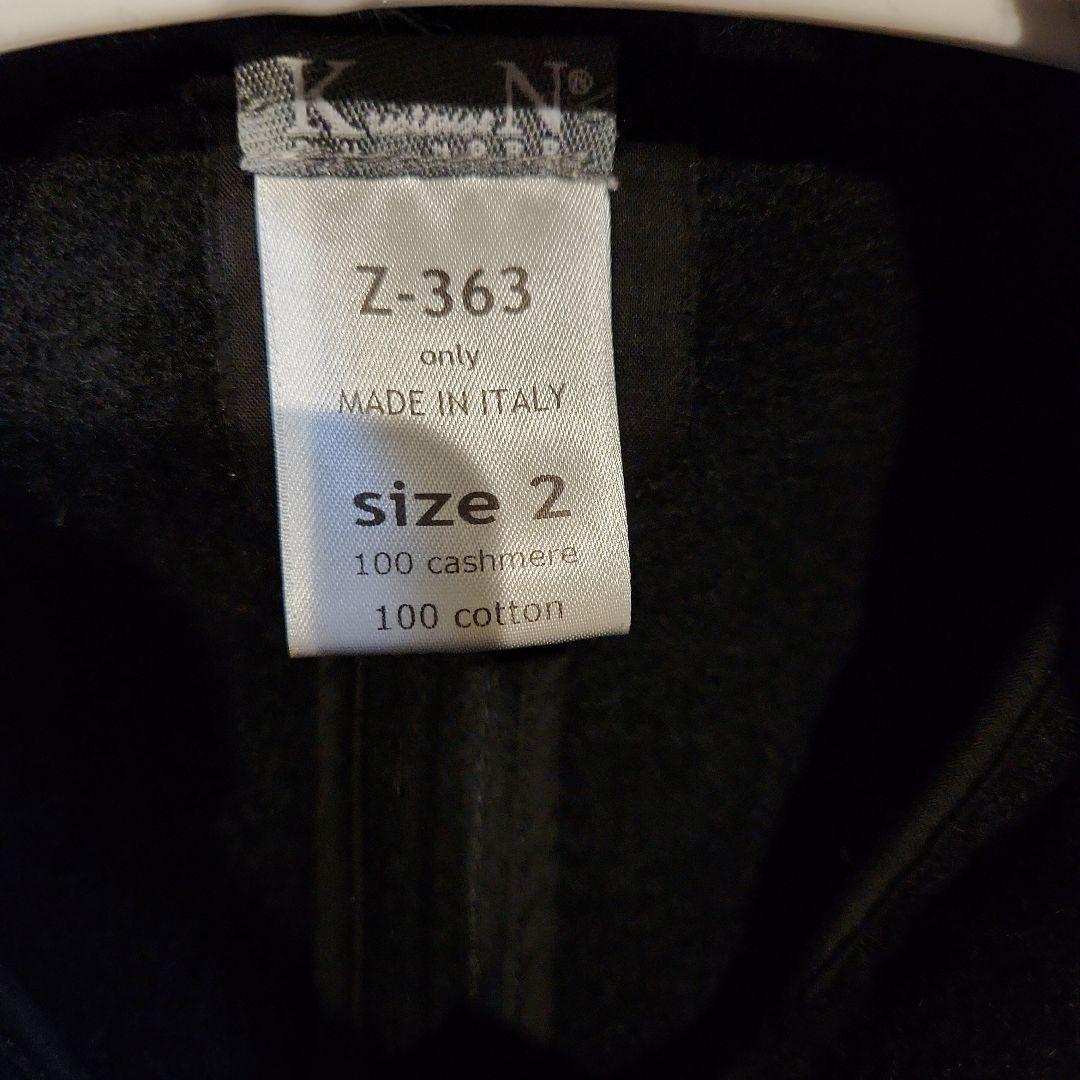 K N®
Z-363
only
MADE IN ITALY
size 2
100 cashmere
100 cotton